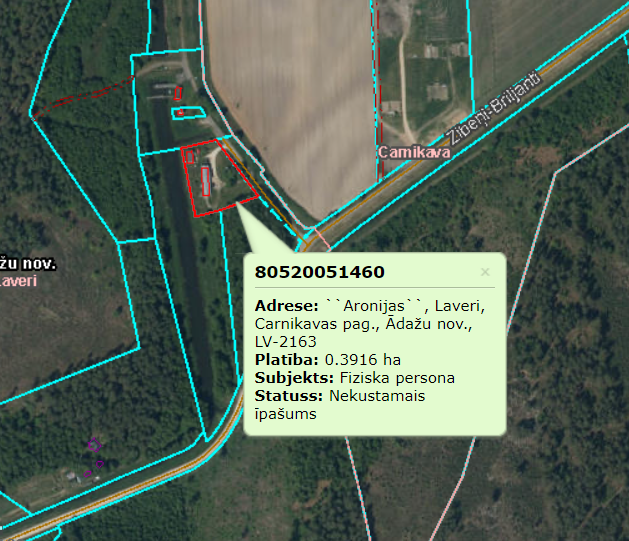 Zibeņi-Briljanti
Carnikava
žu nov.
Laveri
80520051460
×
Adrese: ``Aronijas``, Laveri,
Carnikavas pag., Ādažu nov.,
LV-2163
Platība: 0.3916 ha
Subjekts: Fiziska persona
Statuss: Nekustamais
īpašums